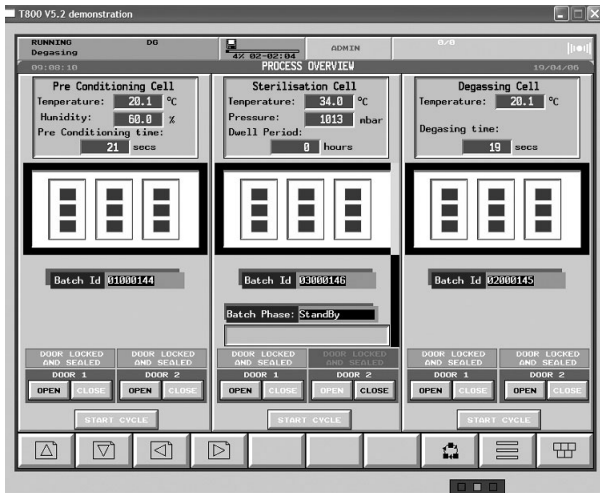 T800 V5.2 demonstration
RUNNING DG
Degasing
4% 02-02:04
ADMIN
0/0
09:08:10 PROCESS OVERVIEW 19/04/06
Pre Conditioning Cell
Temperature: 20.1 °C
Humidity: 60.0 %
Pre Conditioning time:
21 secs
Sterilisation Cell
Temperature: 34.0 °C
Pressure: 1013 mbar
Dwell Period:
0 hours
Degassing Cell
Temperature: 20.1 °C
Degasing time:
19 secs
Batch Id 01000144
Batch Id 03000146
Batch Id 02000145
Batch Phase: StandBy
DOOR LOCKED AND SEALED
DOOR LOCKED AND SEALED
DOOR 1
DOOR 2
OPEN CLOSE
OPEN CLOSE
START CYCLE
DOOR LOCKED AND SEALED
DOOR LOCKED AND SEALED
DOOR 1
DOOR 2
OPEN CLOSE
OPEN CLOSE
START CYCLE
DOOR LOCKED AND SEALED
DOOR LOCKED AND SEALED
DOOR 1
DOOR 2
OPEN CLOSE
OPEN CLOSE
START CYCLE